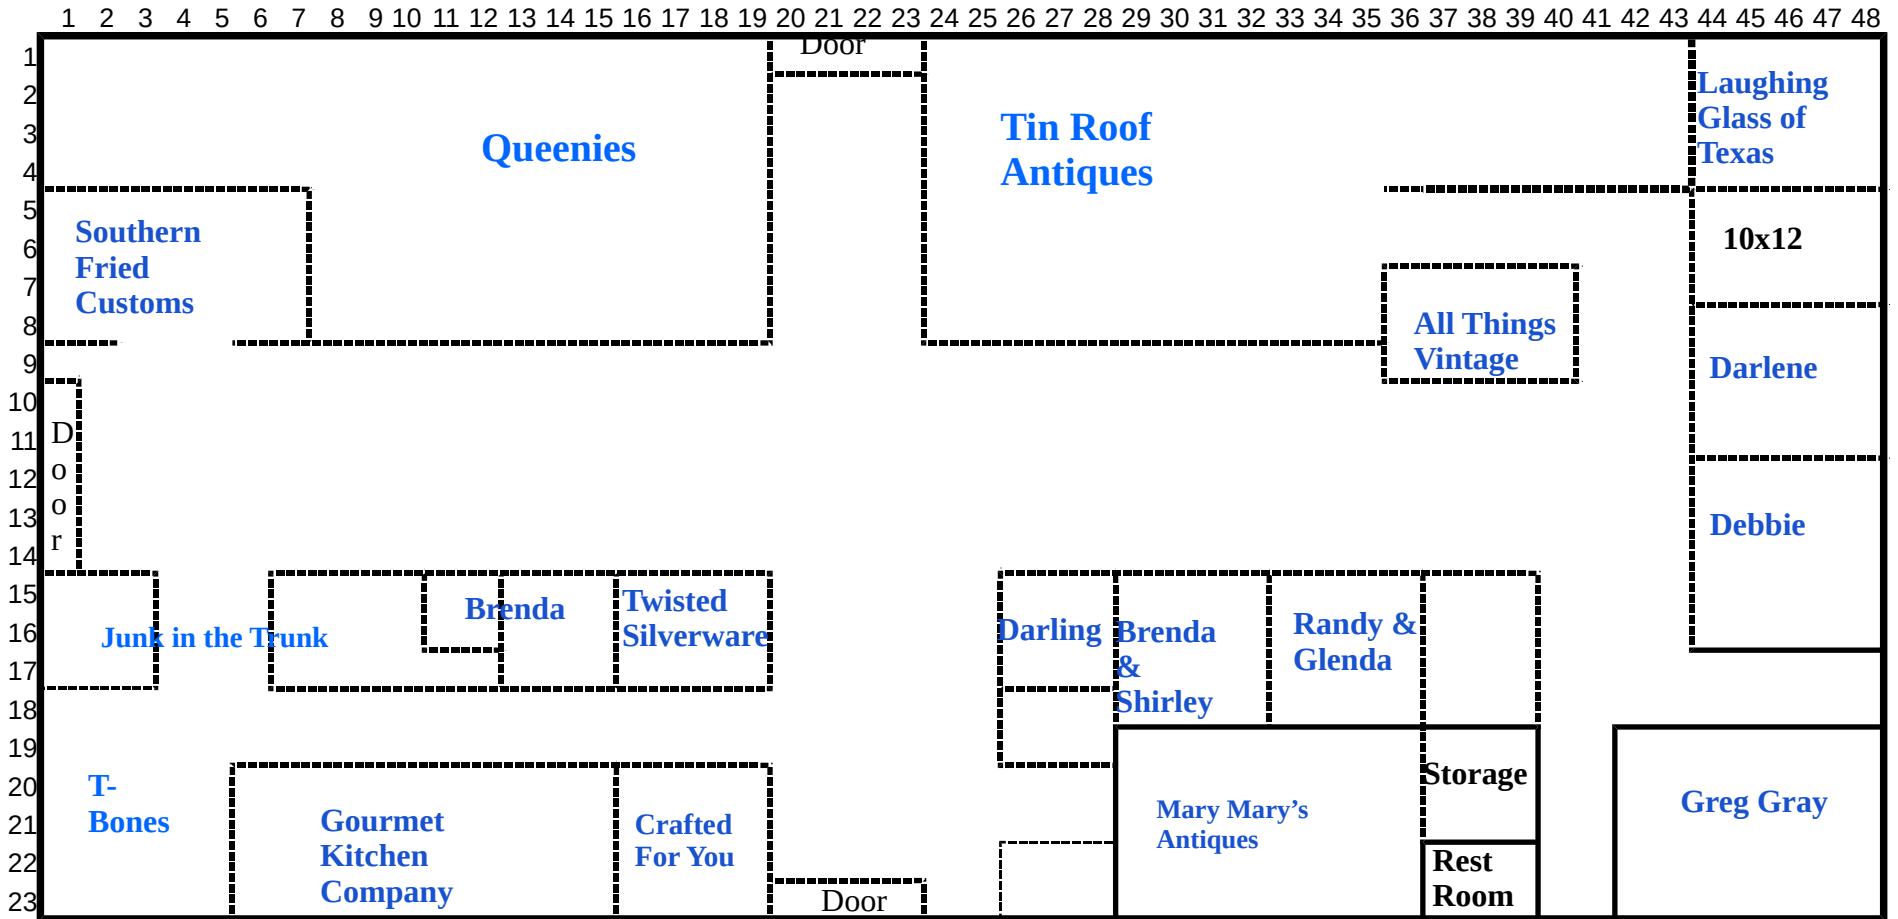 1 2 3 4 5 6 7 8 9 10 11 12 13 14 15 16 17 18 19 20 21 22 23 24 25 26 27 28 29 30 31 32 33 34 35 36 37 38 39 40 41 42 43 44 45 46 47 48
1
2
3
4
5
6
7
8
9
10
11
12
13
14
15
16
17
18
19
20
21
22
23
Door
Queenies
Tin Roof
Antiques
Laughing
Glass of
Texas
Southern
Fried
Customs
10x12
All Things
Vintage
Darlene
D
o
o
r
Debbie
Junk in the Trunk
Brenda
Twisted
Silverware
Darling
Brenda
&
Shirley
Randy &
Glenda
T-
Bones
Gourmet
Kitchen
Company
Crafted
For You
Door
Mary Mary’s
Antiques
Storage
Rest
Room
Greg Gray